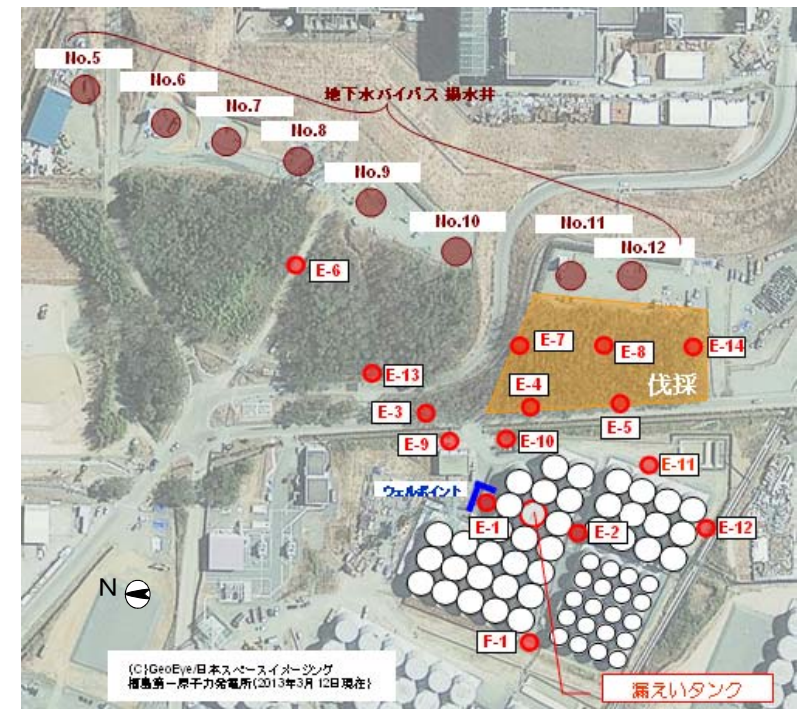 No.5
No.6
No.7
No.8
No.9
No.10
No.11
No.12
地下水バイパス 揚水井
E-6
E-7
E-8
E-14
E-13
E-4
伐採
E-3
E-5
E-9
E-10
E-11
ウェルポイント
E-1
E-2
E-12
N
F-1
(C)GeoEye/日本スペースイメージング
福島第一原子力発電所(2013年3月12日現在)
漏えいタンク